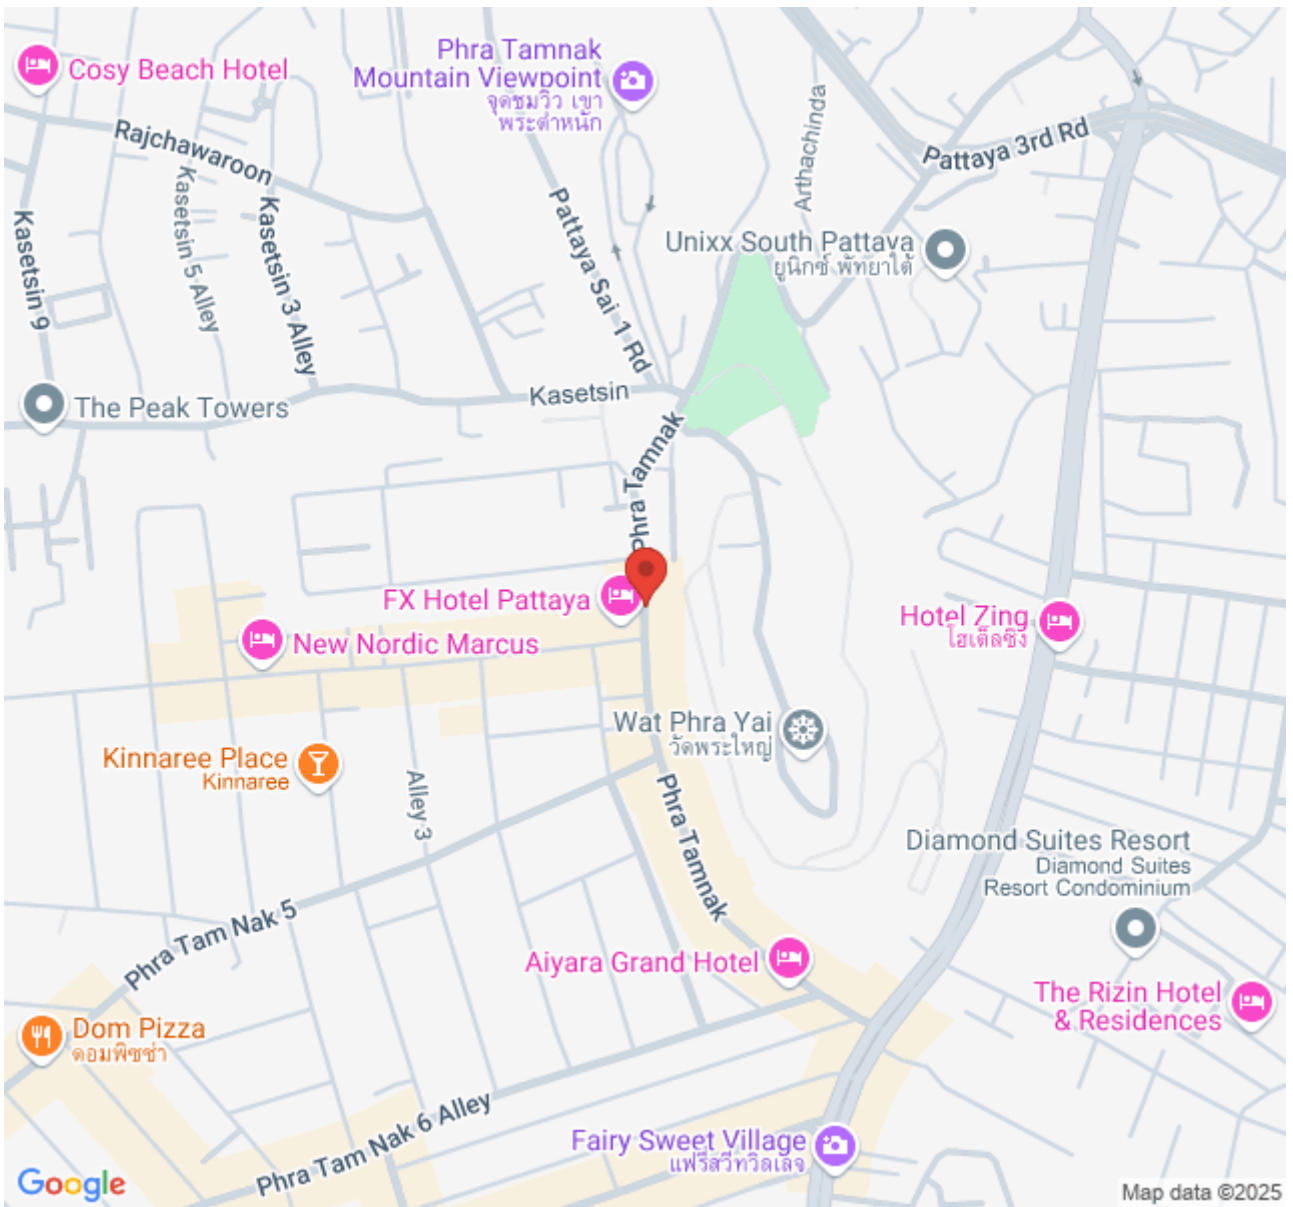 Phra Tamnak
Mountain Viewpoint
จุดชมวิว เขา
พระตำหนัก
Cosy Beach Hotel
Rajchawaroon
Arthachinda
Pattaya 3rd Rd
Kasetsin 5 Alley
Kasetsin 3 Alley
Kasetsin 9
Pattaya Sai 1 Rd
Unixx South Pattaya
ยูนิกซ์ พัทยาใต้
Kasetsin
The Peak Towers
Phra Tamnak
FX Hotel Pattaya
Hotel Zing
โฮเต็ลซิง
New Nordic Marcus
Wat Phra Yai
วัดพระใหญ่
Kinnaree Place
Kinnaree
Alley 3
Phra Tamnak
Diamond Suites Resort
Diamond Suites
Resort Condominium
Phra Tam Nak 5
Aiyara Grand Hotel
The Rizin Hotel
& Residences
Dom Pizza
ดอมพิซซ่า
Phra Tam Nak 6 Alley
Fairy Sweet Village
แฟรี่สวีทวิลเลจ
Google
Map data ©2025